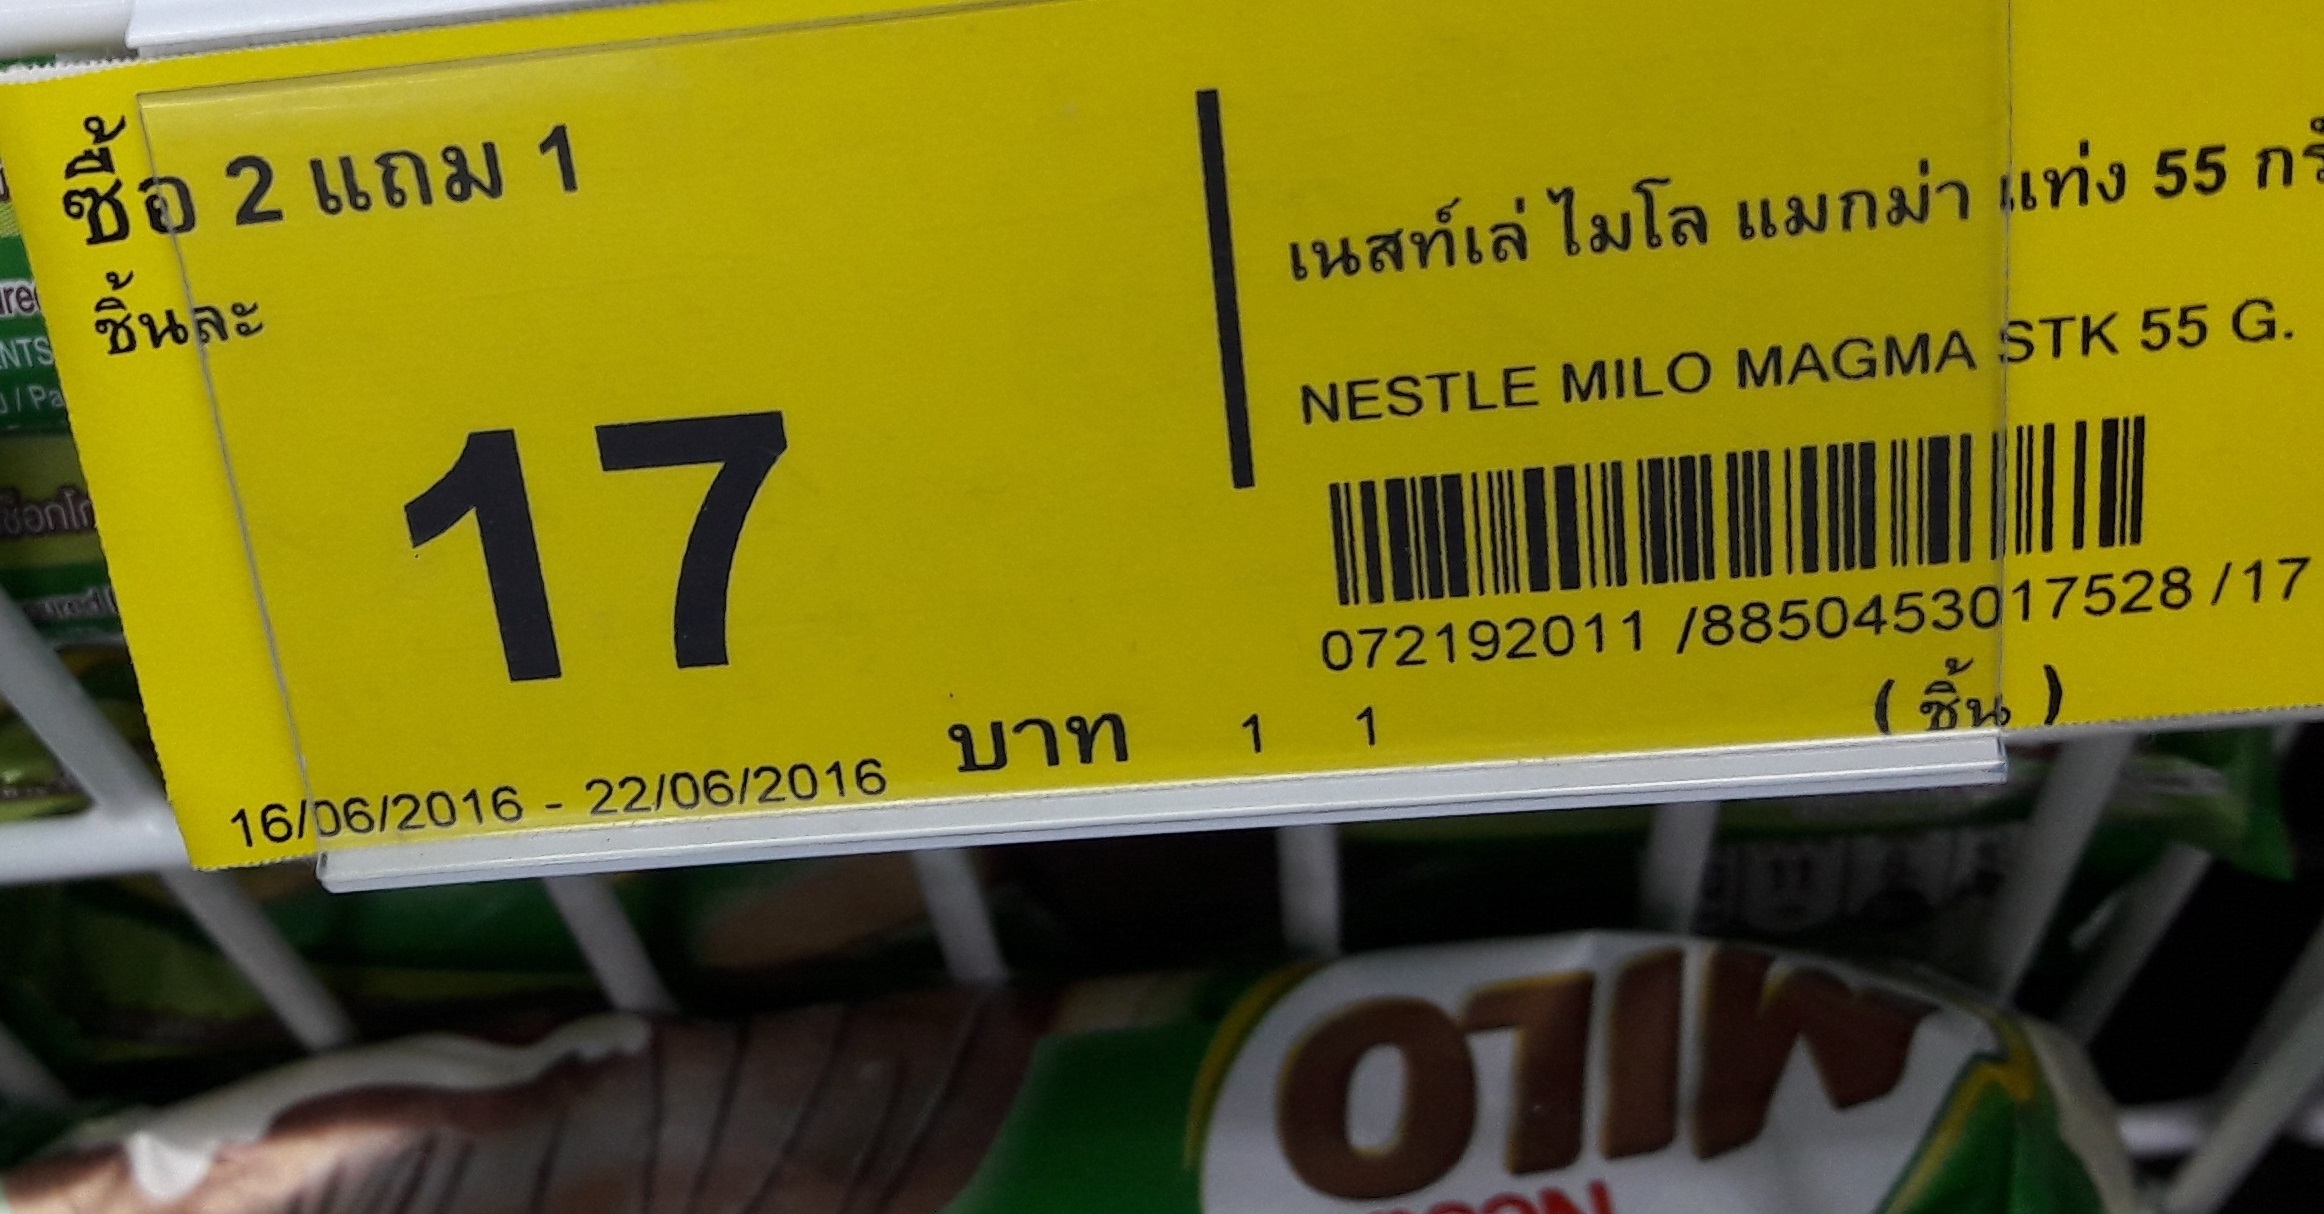 ซื้อ 2 แถม 1
ชิ้นละ
17
บาท
16/06/2016 - 22/06/2016
เนสท์เล่ ไมโล แมกม่า แท่ง 55
NESTLE MILO MAGMA STK 55 G.
072192011 /8850453017528 /17
1 1 ( ชิ้น )
MILO